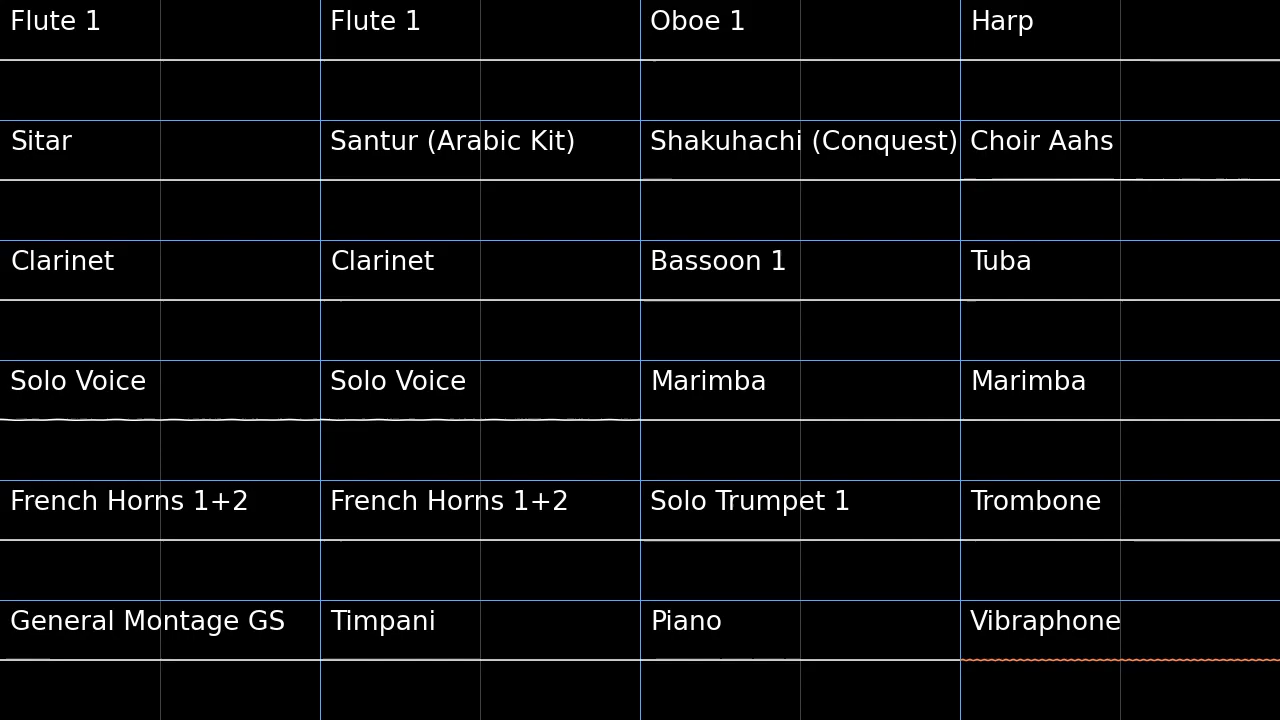 Flute 1
Flute 1
Oboe 1
Harp
Sitar
Santur (Arabic Kit)
Shakuhachi (Conquest)
Choir Aahs
Clarinet
Clarinet
Bassoon 1
Tuba
Solo Voice
Solo Voice
Marimba
Marimba
French Horns 1+2
French Horns 1+2
Solo Trumpet 1
Trombone
General Montage GS
Timpani
Piano
Vibraphone